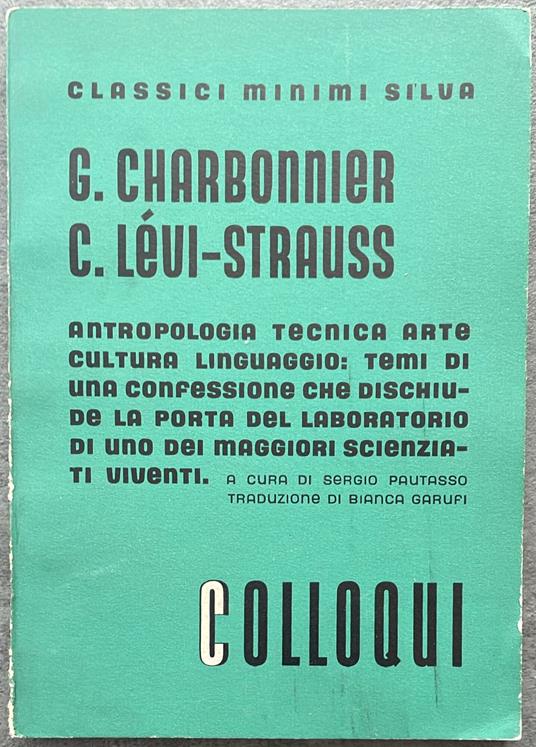 CLASSICI MINIMI SILVA
G. CHARBONNIER
C. LÉVI-STRAUSS
ANTROPOLOGIA TECNICA ARTE
CULTURA LINGUAGGIO: TEMI DI
UNA CONFESSIONE CHE DISCHIU-
DE LA PORTA DEL LABORATORIO
DI UNO DEI MAGGIORI SCIENZIA-
TI VIVENTI. A CURA DI SERGIO PAUTASSO
TRADUZIONE DI BIANCA GARUFI
COLLOQUI